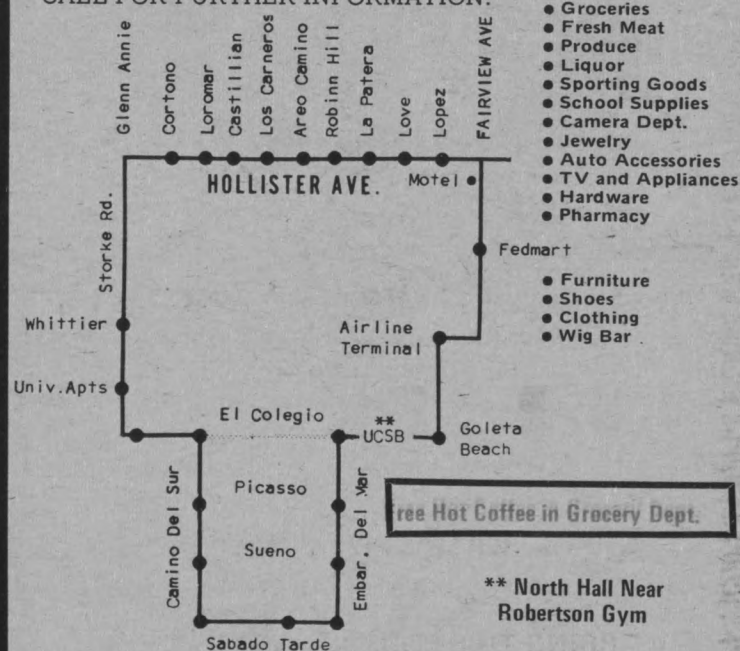 CALL FOR FURTHER INFORMATION.
Glenn Annie
Cortono
Loromar
Castillian
Los Carneros
Areo Camino
Robinn Hill
La Patera
Love
Lopez
FAIRVIEW AVE
HOLLISTER AVE.
Motel
Storke Rd.
Fedmart
Whittier
Airline
Terminal
Univ.Apts
El Colegio
**
UCSB
Goleta
Beach
Camino Del Sur
Picasso
Sueno
Embar. Del Mar
Sabado Tarde
• Groceries
• Fresh Meat
• Produce
• Liquor
• Sporting Goods
• School Supplies
• Camera Dept.
• Jewelry
• Auto Accessories
• TV and Appliances
• Hardware
• Pharmacy
• Furniture
• Shoes
• Clothing
• Wig Bar
ree Hot Coffee in Grocery Dept.
** North Hall Near
Robertson Gym